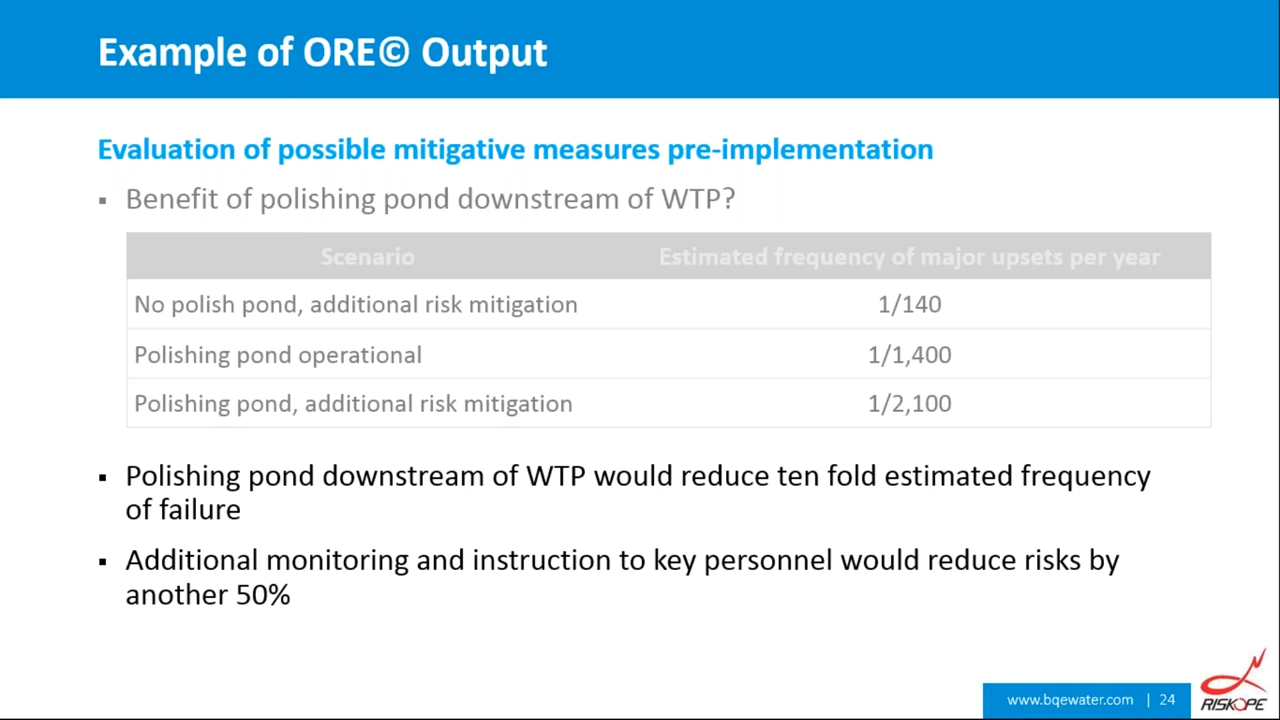 Example of ORE© Output
Evaluation of possible mitigative measures pre-implementation
▪ Benefit of polishing pond downstream of WTP?
Scenario Estimated frequency of major upsets per year
No polish pond, additional risk mitigation 1/140
Polishing pond operational 1/1,400
Polishing pond, additional risk mitigation 1/2,100
▪ Polishing pond downstream of WTP would reduce ten fold estimated frequency
of failure
▪ Additional monitoring and instruction to key personnel would reduce risks by
another 50%
www.bqewater.com | 24
RISKOPE